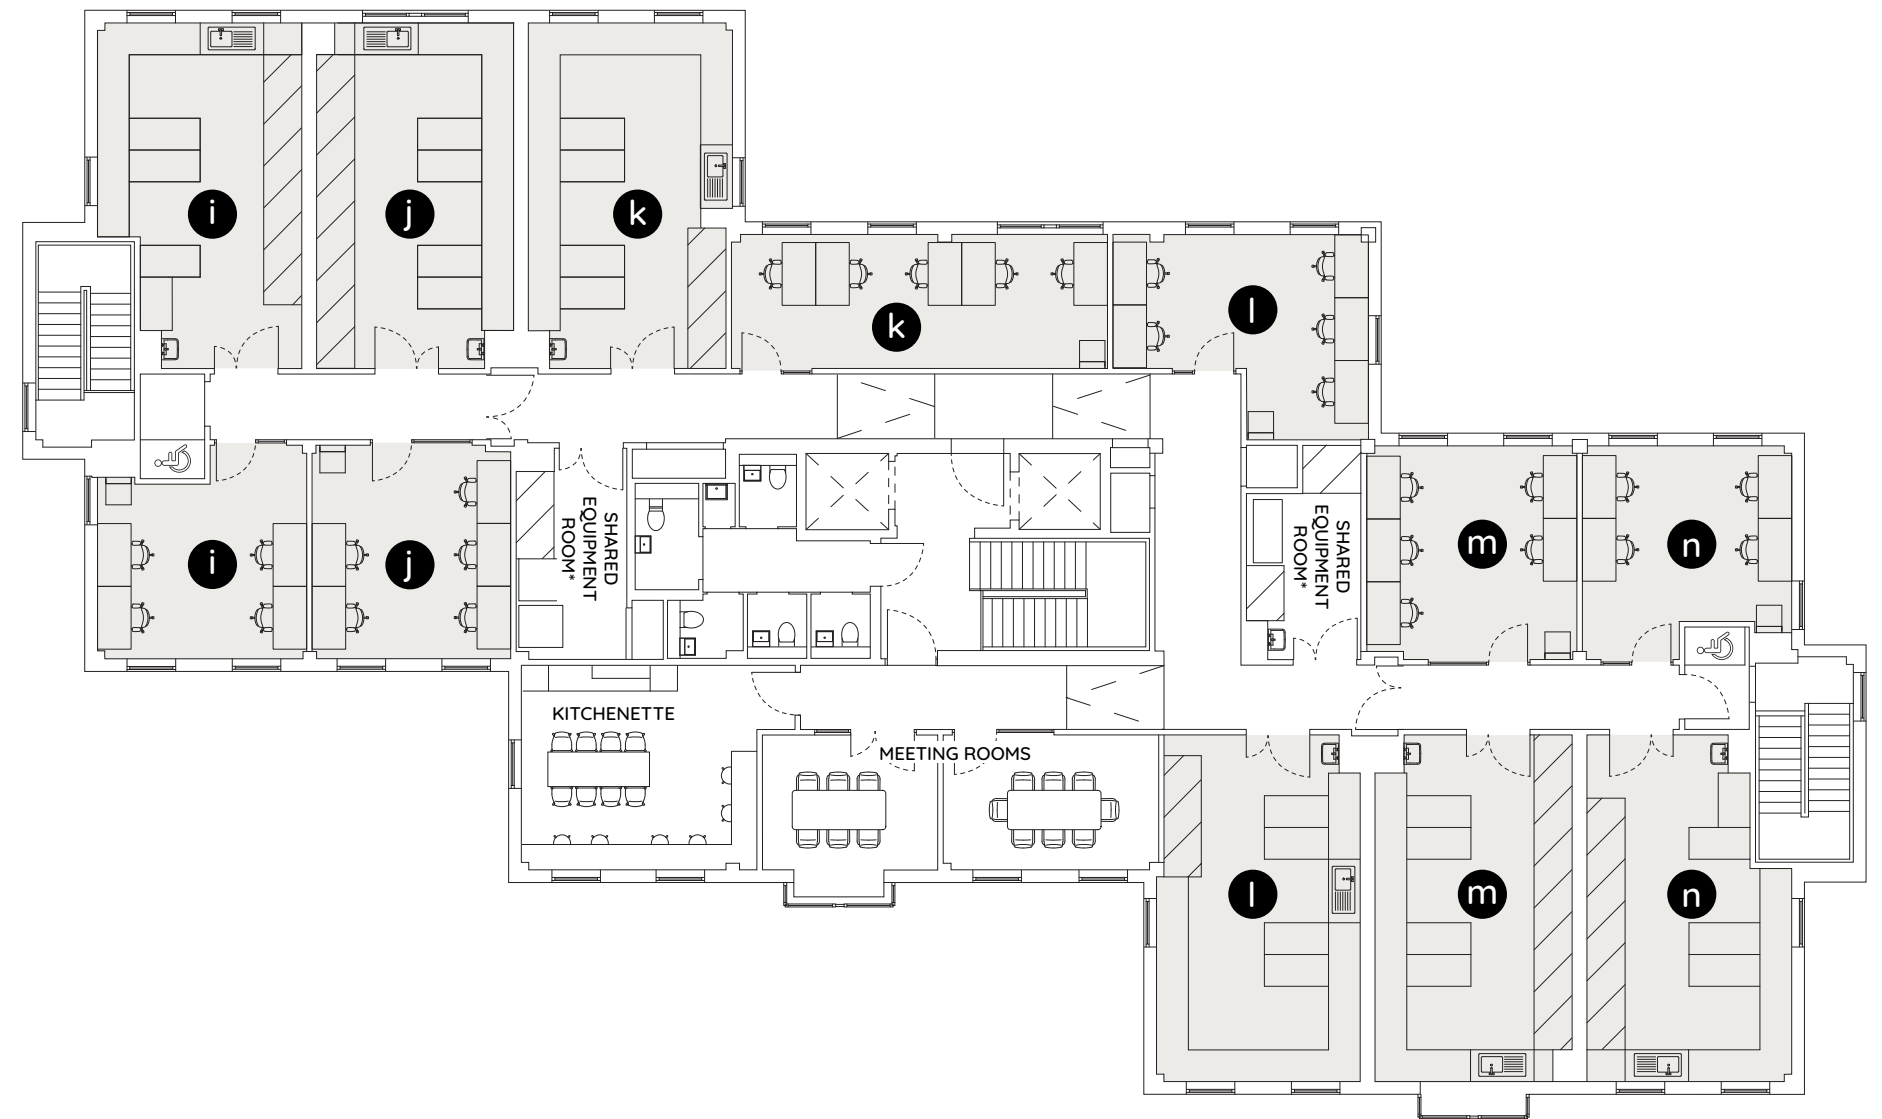 i
j
k
k
l
i
j
SHARED
EQUIPMENT
ROOM*
SHARED
EQUIPMENT
ROOM*
m
n
KITCHENETTE
MEETING ROOMS
l
m
n